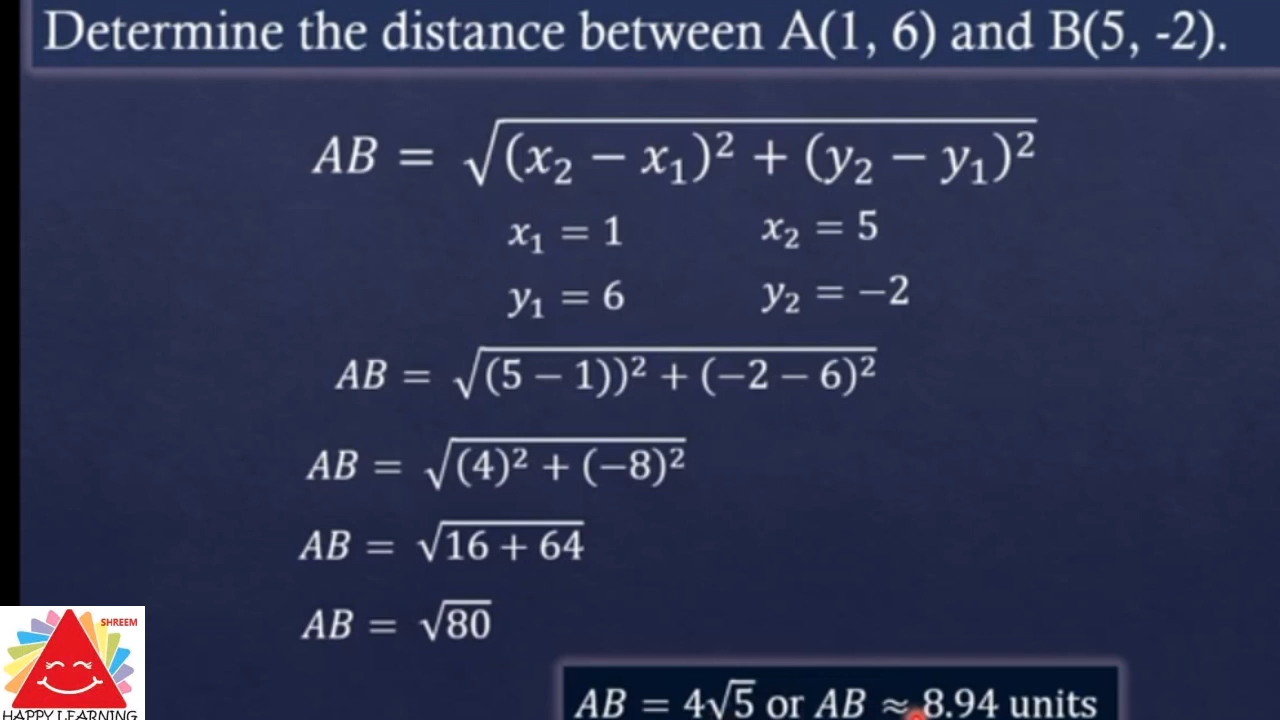 Determine the distance between A(1, 6) and B(5, -2).
AB = √(x₂ − x₁)² + (y₂ − y₁)²
x₁ = 1 x₂ = 5
y₁ = 6 y₂ = −2
AB = √(5 − 1))² + (−2 − 6)²
AB = √(4)² + (−8)²
AB = √16 + 64
AB = √80
SHREEM
HAPPY LEARNING
AB = 4√5 or AB ≈ 8.94 units